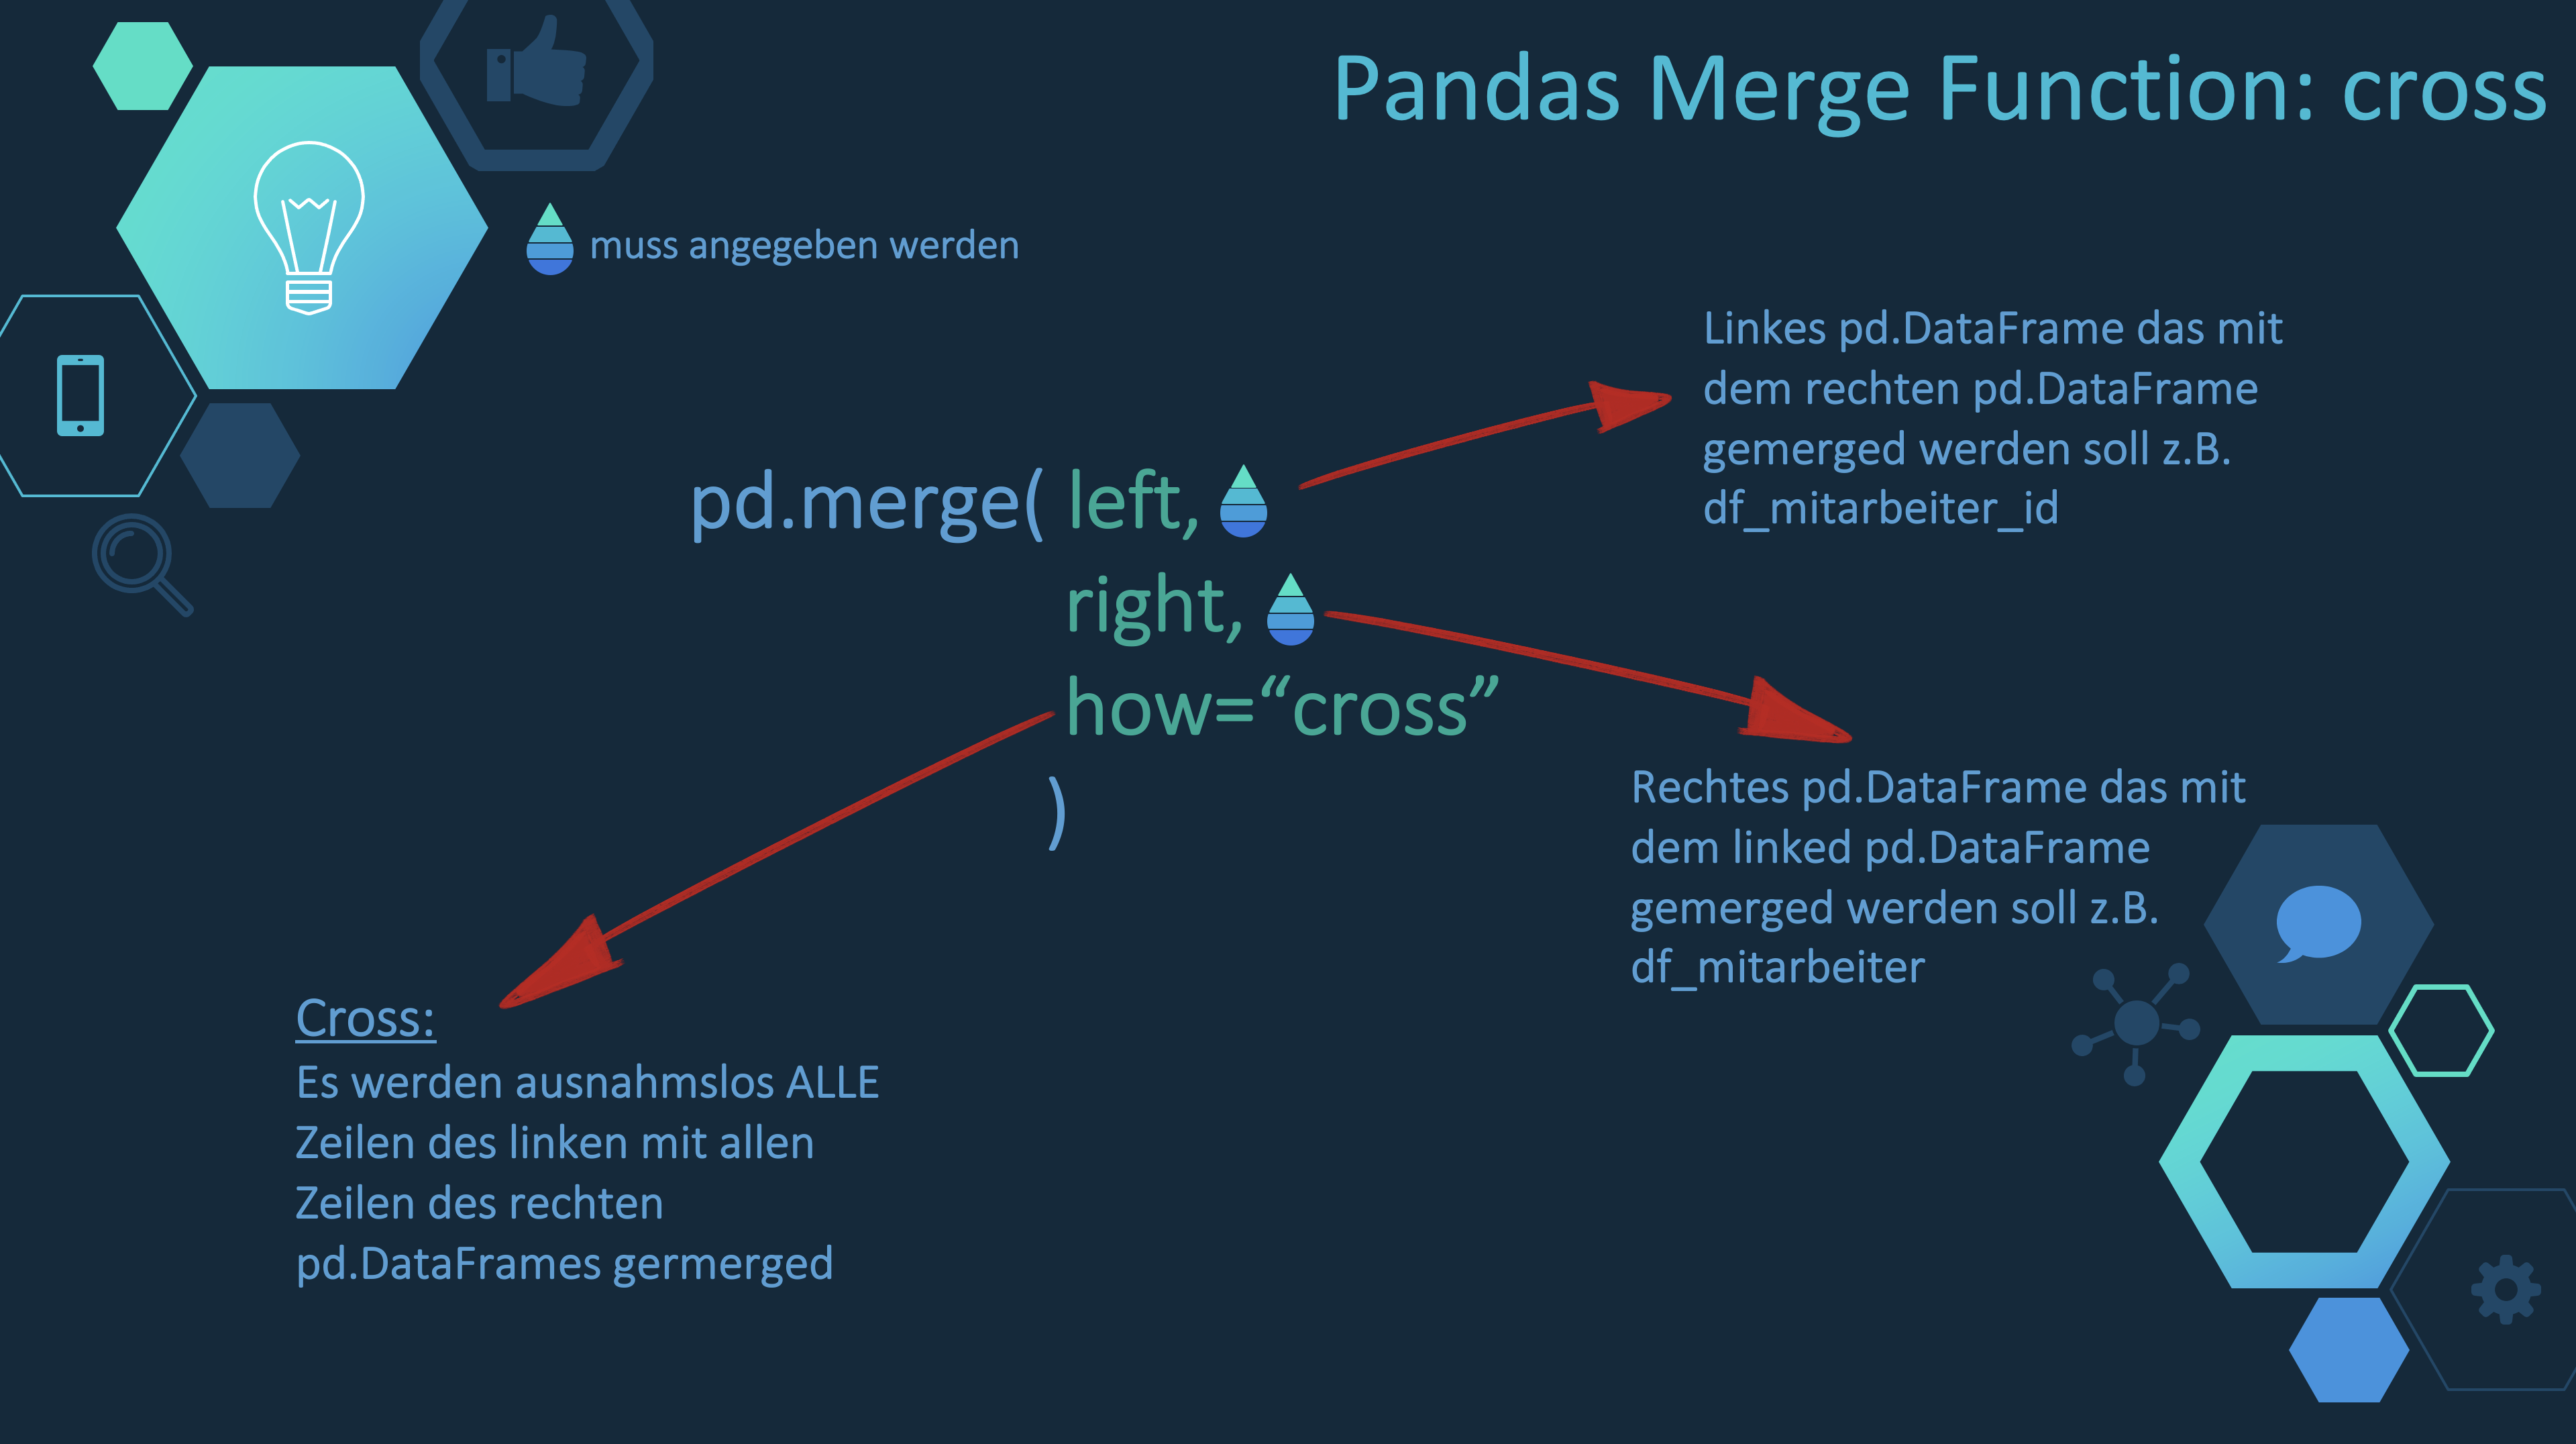 Pandas Merge Function: cross
muss angegeben werden
Linkes pd.DataFrame das mit
dem rechten pd.DataFrame
gemerged werden soll z.B.
df_mitarbeiter_id
pd.merge( left,
right,
how=“cross”
)
Rechtes pd.DataFrame das mit
dem linked pd.DataFrame
gemerged werden soll z.B.
df_mitarbeiter
Cross:
Es werden ausnahmslos ALLE
Zeilen des linken mit allen
Zeilen des rechten
pd.DataFrames germerged